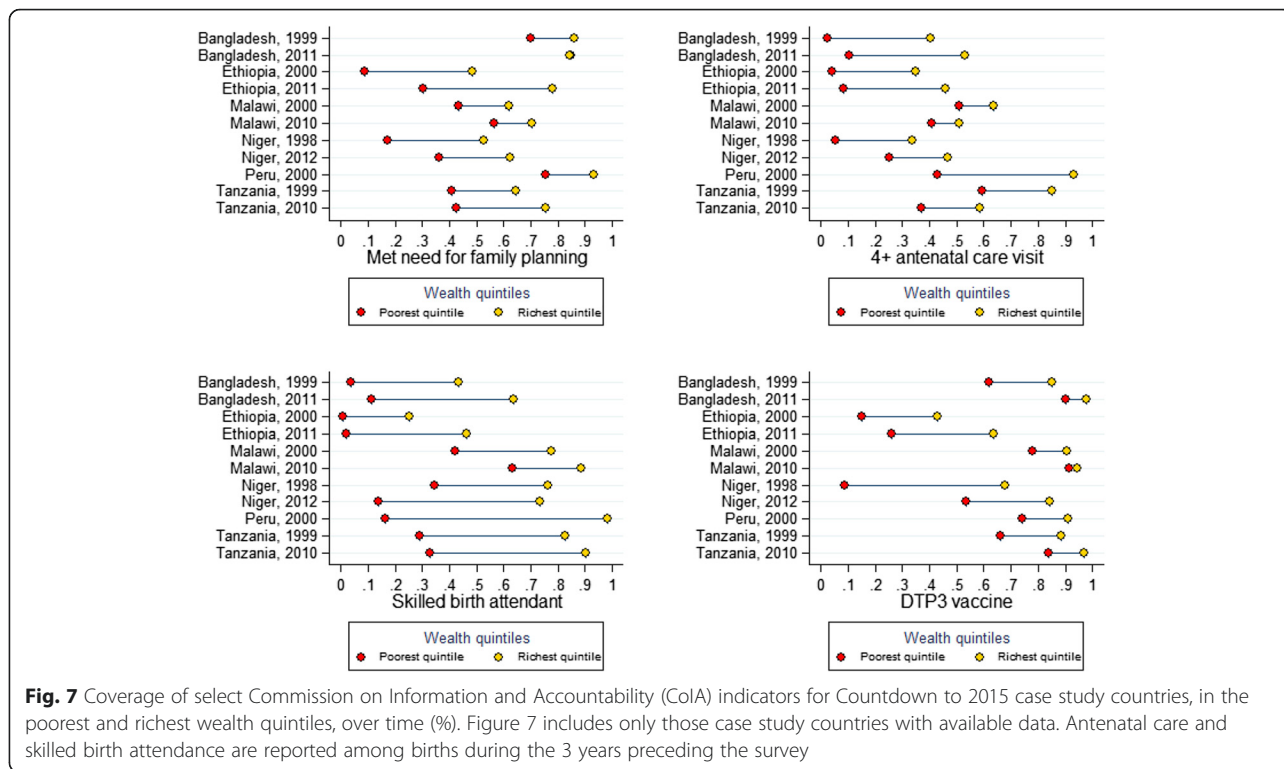 Bangladesh, 1999
Bangladesh, 2011
Ethiopia, 2000
Ethiopia, 2011
Malawi, 2000
Malawi, 2010
Niger, 1998
Niger, 2012
Peru, 2000
Tanzania, 1999
Tanzania, 2010
0 .1 .2 .3 .4 .5 .6 .7 .8 .9 1
Met need for family planning
Wealth quintiles
Poorest quintile Richest quintile
Bangladesh, 1999
Bangladesh, 2011
Ethiopia, 2000
Ethiopia, 2011
Malawi, 2000
Malawi, 2010
Niger, 1998
Niger, 2012
Peru, 2000
Tanzania, 1999
Tanzania, 2010
0 .1 .2 .3 .4 .5 .6 .7 .8 .9 1
4+ antenatal care visit
Wealth quintiles
Poorest quintile Richest quintile
Bangladesh, 1999
Bangladesh, 2011
Ethiopia, 2000
Ethiopia, 2011
Malawi, 2000
Malawi, 2010
Niger, 1998
Niger, 2012
Peru, 2000
Tanzania, 1999
Tanzania, 2010
0 .1 .2 .3 .4 .5 .6 .7 .8 .9 1
Skilled birth attendant
Wealth quintiles
Poorest quintile Richest quintile
Bangladesh, 1999
Bangladesh, 2011
Ethiopia, 2000
Ethiopia, 2011
Malawi, 2000
Malawi, 2010
Niger, 1998
Niger, 2012
Peru, 2000
Tanzania, 1999
Tanzania, 2010
0 .1 .2 .3 .4 .5 .6 .7 .8 .9 1
DTP3 vaccine
Wealth quintiles
Poorest quintile Richest quintile
Fig. 7 Coverage of select Commission on Information and Accountability (CoIA) indicators for Countdown to 2015 case study countries, in the
poorest and richest wealth quintiles, over time (%). Figure 7 includes only those case study countries with available data. Antenatal care and
skilled birth attendance are reported among births during the 3 years preceding the survey